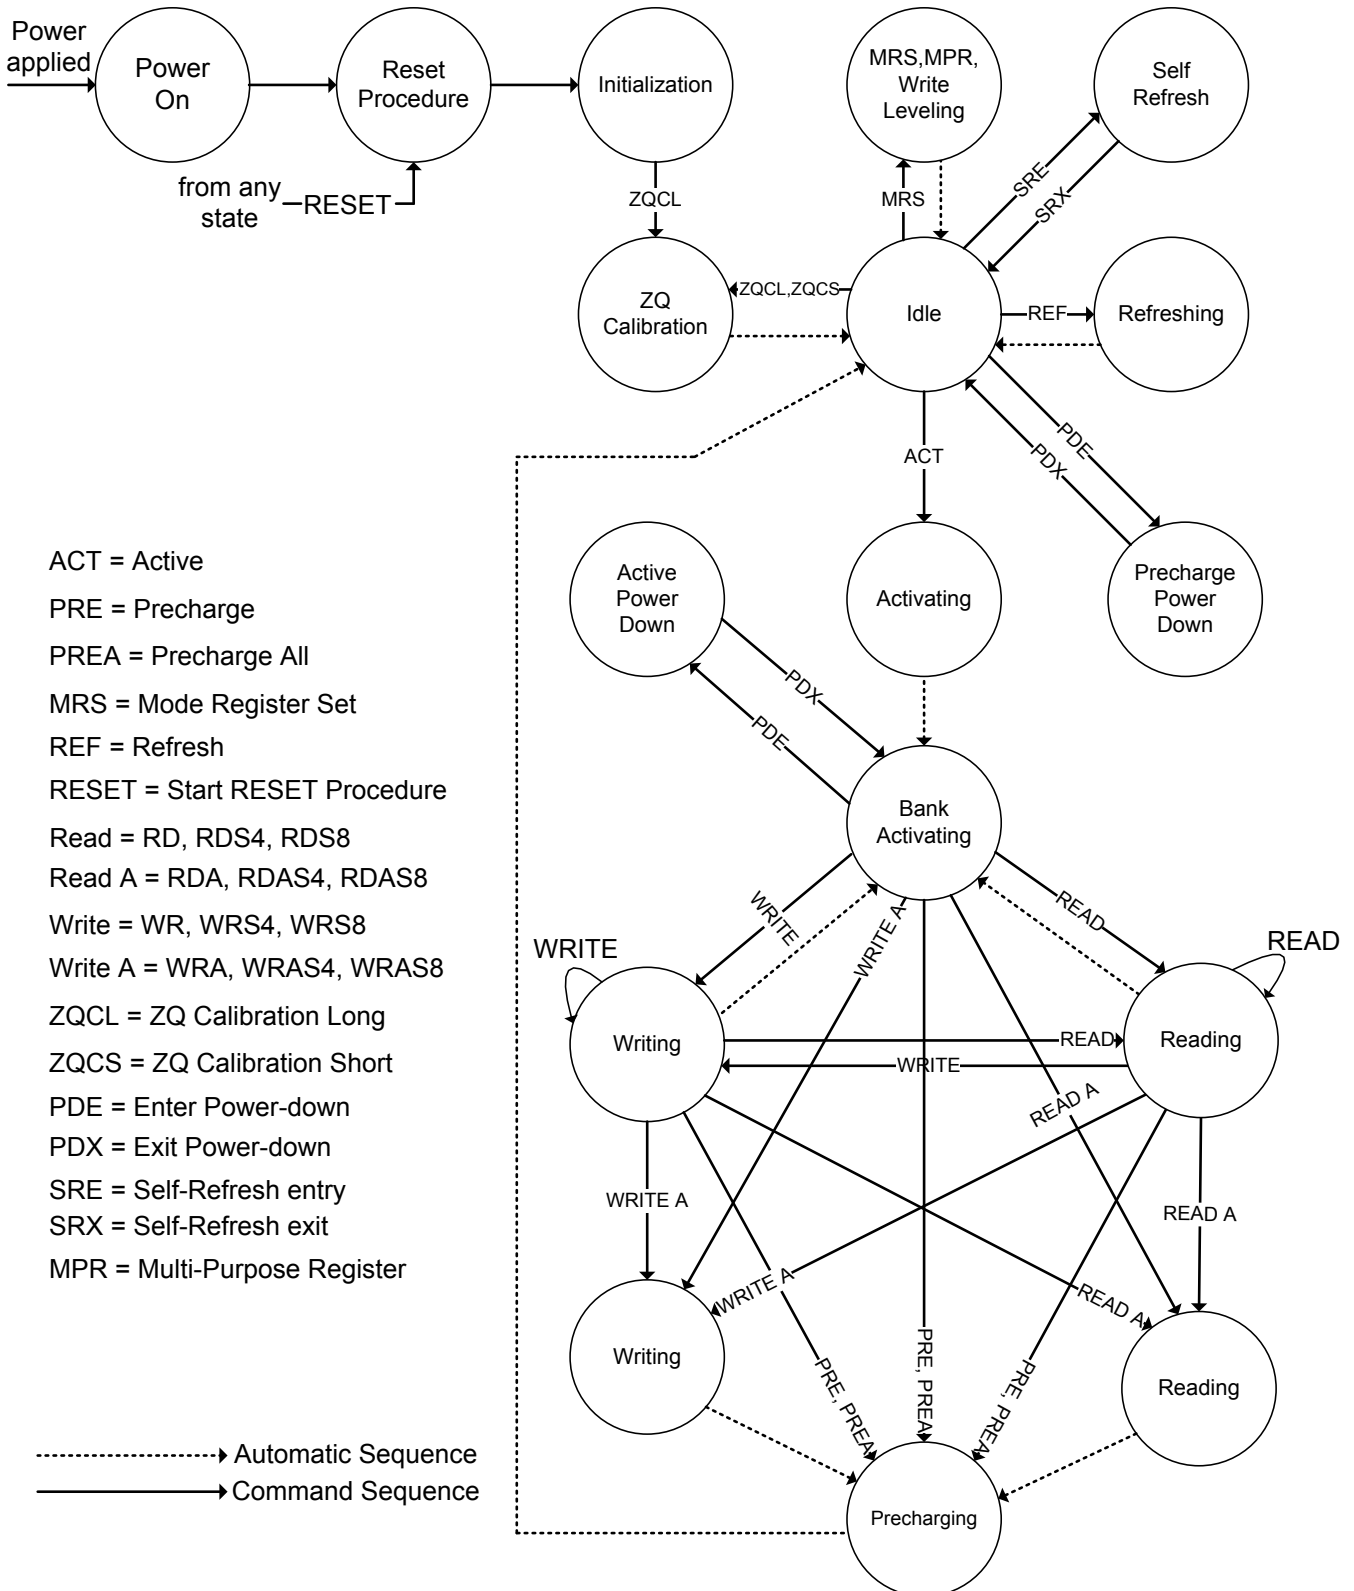 Power
applied
Power
On
Reset
Procedure
Initialization
MRS,MPR,
Write
Leveling
Self
Refresh
from any
state
RESET
ZQCL
MRS
SRE
SRX
ZQ
Calibration
ZQCL,ZQCS
Idle
REF
Refreshing
ACT
PDE
PDX
Active
Power
Down
Activating
Precharge
Power
Down
PDX
PDE
Bank
Activating
ACT = Active
PRE = Precharge
PREA = Precharge All
MRS = Mode Register Set
REF = Refresh
RESET = Start RESET Procedure
Read = RD, RDS4, RDS8
Read A = RDA, RDAS4, RDAS8
Write = WR, WRS4, WRS8
Write A = WRA, WRAS4, WRAS8
ZQCL = ZQ Calibration Long
ZQCS = ZQ Calibration Short
PDE = Enter Power-down
PDX = Exit Power-down
SRE = Self-Refresh entry
SRX = Self-Refresh exit
MPR = Multi-Purpose Register
WRITE
WRITE
WRITE A
READ
READ
Writing
READ
WRITE
Reading
READ A
WRITE A
READ A
WRITE A
READ A
Writing
PRE, PREA
PRE, PREA
PRE, PREA
Reading
Precharging
Automatic Sequence
Command Sequence